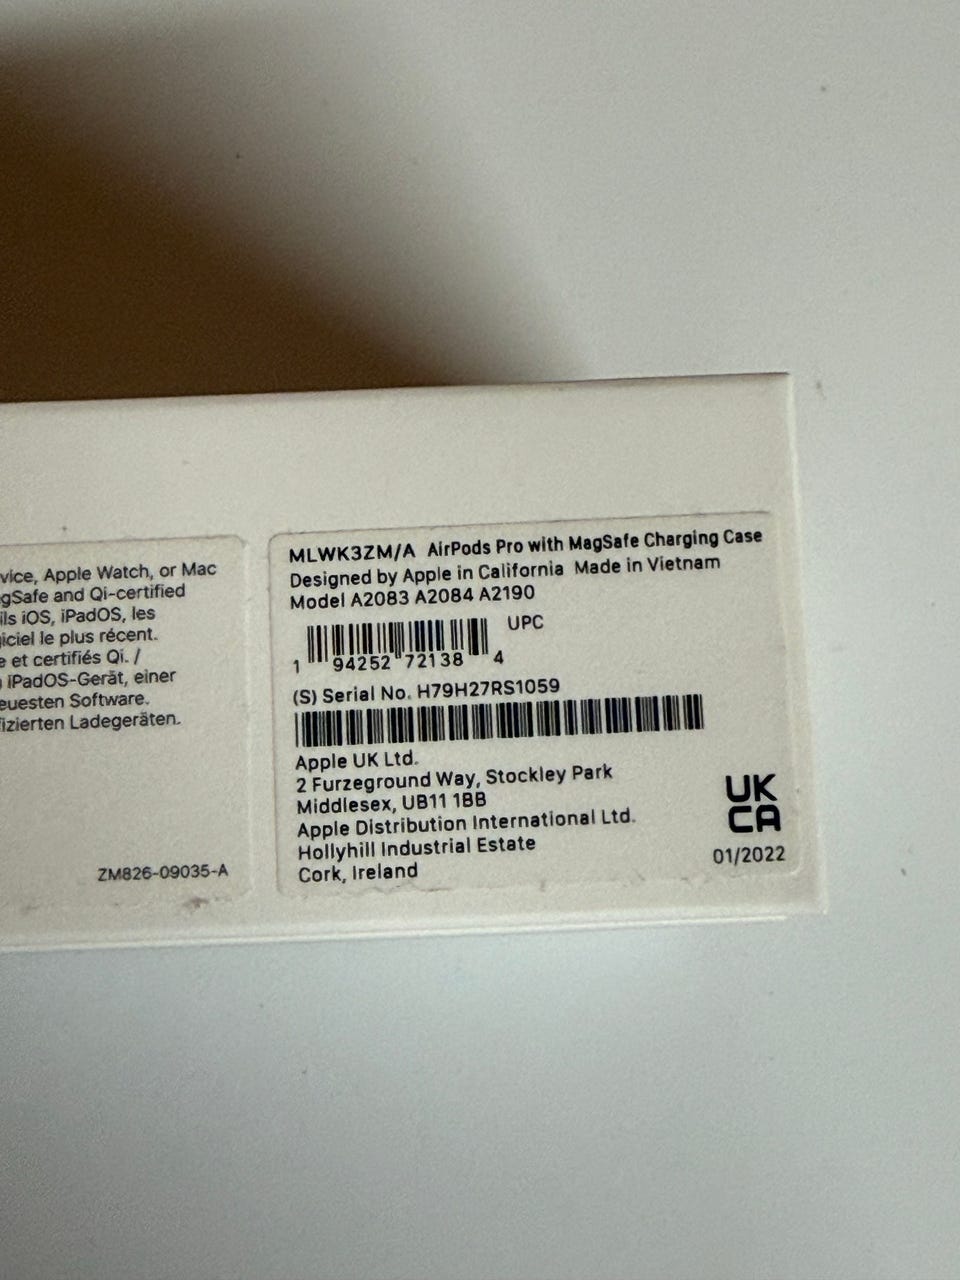 vice, Apple Watch, or Mac
gSafe and Qi-certified
ils iOS, iPadOS, les
giciel le plus récent.
e et certifiés Qi. /
iPadOS-Gerät, einer
euesten Software.
fizierten Ladegeräten.
ZM826-09035-A
MLWK3ZM/A AirPods Pro with MagSafe Charging Case
Designed by Apple in California Made in Vietnam
Model A2083 A2084 A2190
UPC
1 94252 72138 4
(S) Serial No. H79H27RS1059
Apple UK Ltd.
2 Furzeground Way, Stockley Park
Middlesex, UB11 1BB
Apple Distribution International Ltd.
Hollyhill Industrial Estate
Cork, Ireland
UK
CA
01/2022